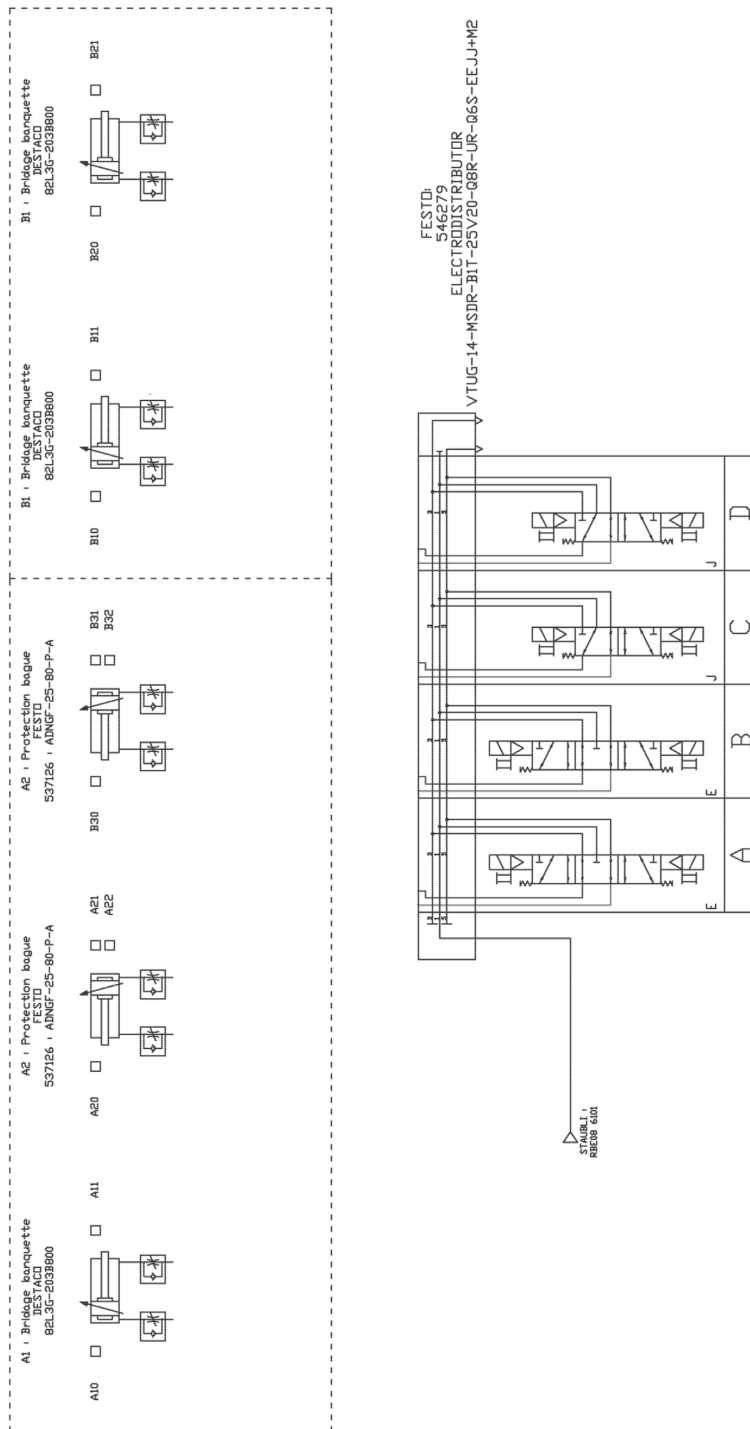 A1 : Bridage banquette
DESTACO
82L3G-203B800
A10
A11
A2 : Protection bague
FESTO
537126 : ADNGF-25-80-P-A
A20
A21
A22
A2 : Protection bague
FESTO
537126 : ADNGF-25-80-P-A
B30
B31
B32
B1 : Bridage banquette
DESTACO
82L3G-203B800
B10
B11
B1 : Bridage banquette
DESTACO
82L3G-203B800
B20
B21
FESTO:
546279
ELECTRODISTRIBUTOR
VTUG-14-MSDR-B1T-25V20-Q8R-UR-Q6S-EEJJ+M2
STAUBLI :
RBE08 6101
E
E
J
J
A
B
C
D